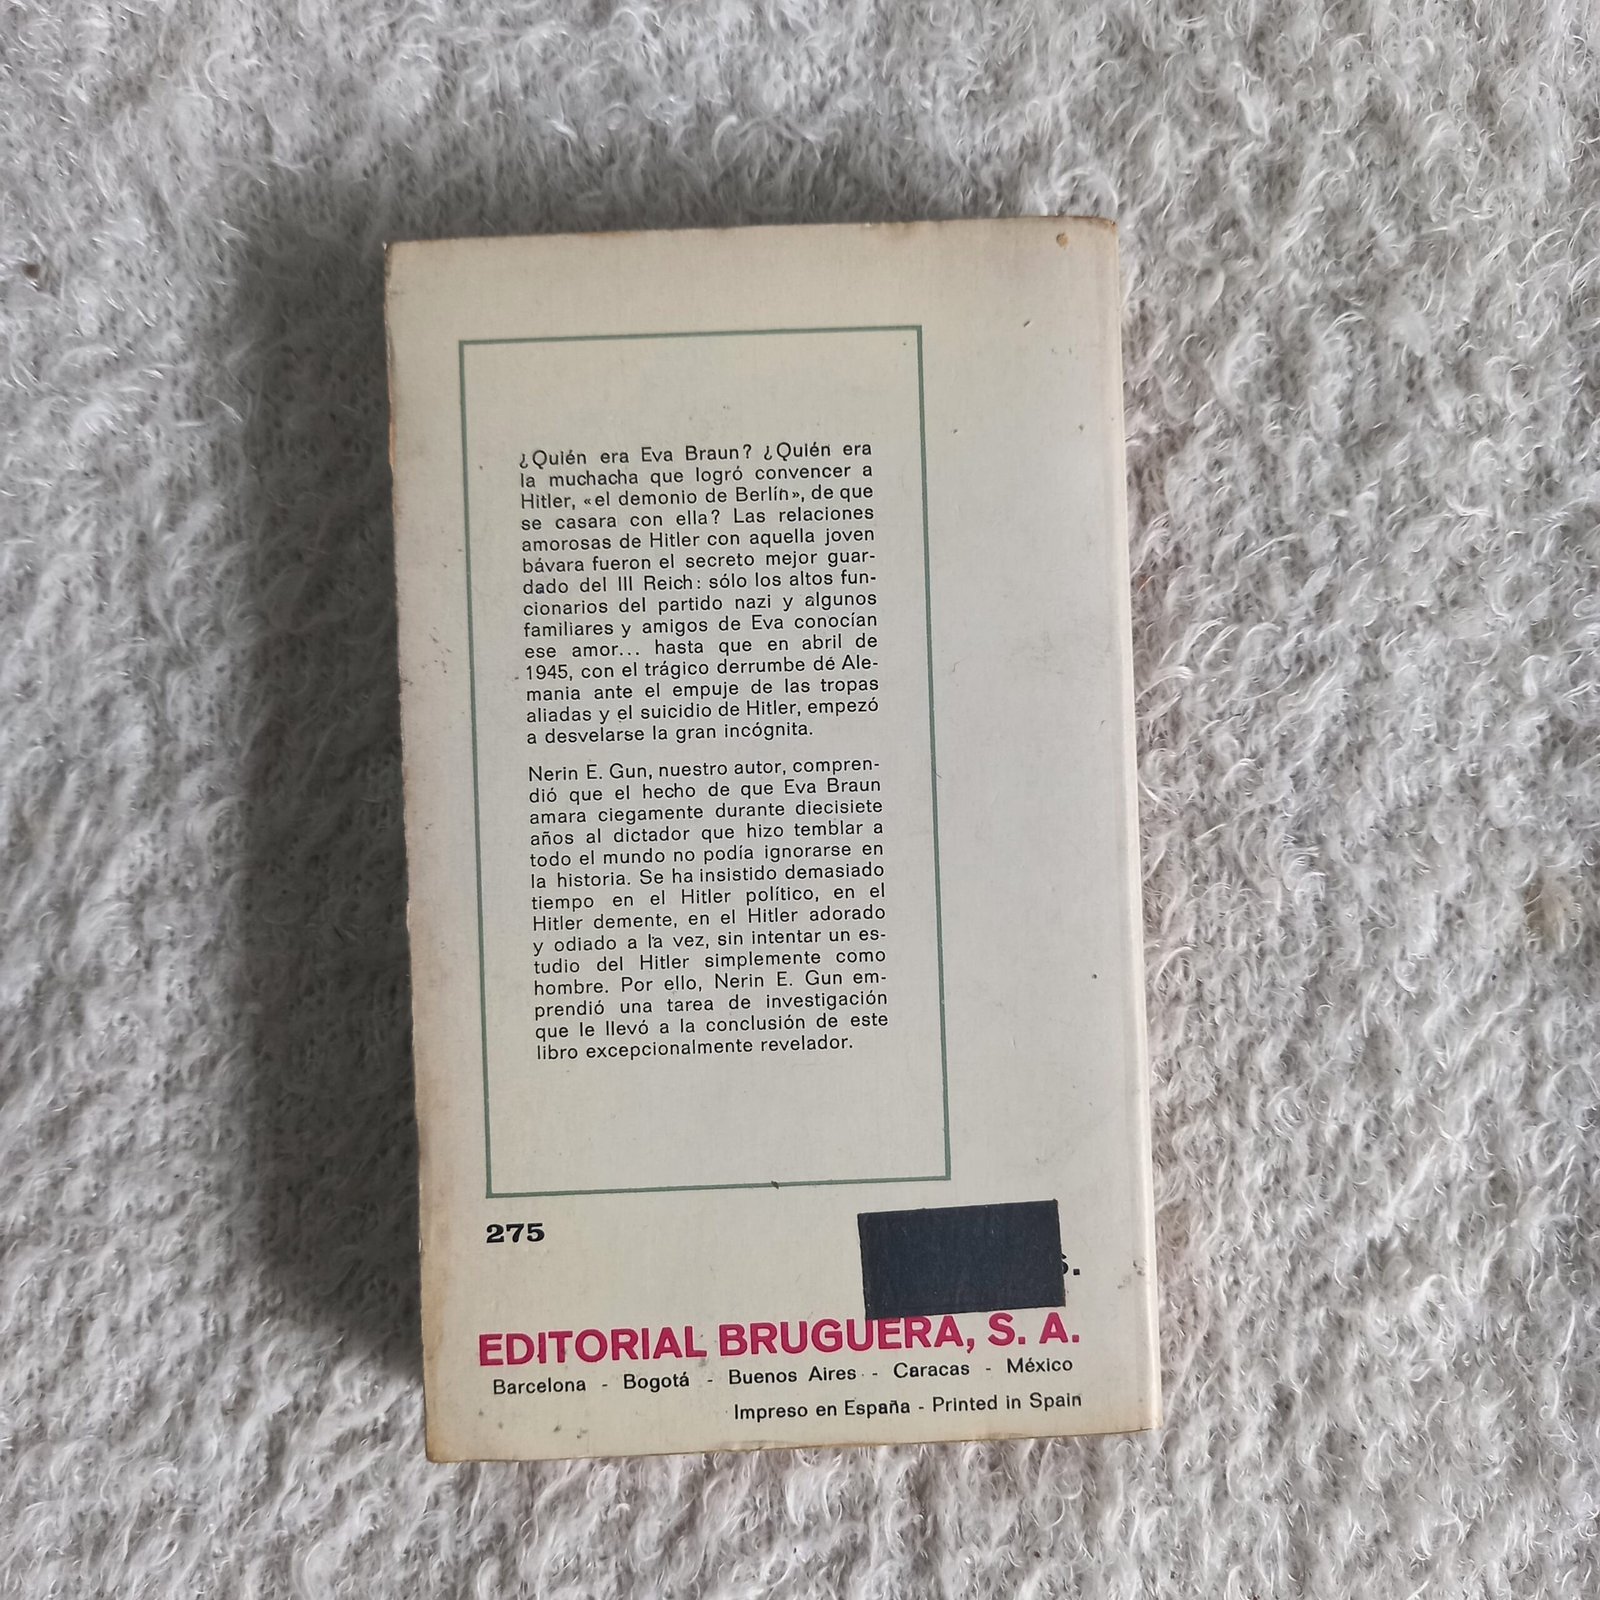 ¿Quién era Eva Braun? ¿Quién era
la muchacha que logró convencer a
Hitler, «el demonio de Berlín», de que
se casara con ella? Las relaciones
amorosas de Hitler con aquella joven
bávara fueron el secreto mejor guar-
dado del III Reich: sólo los altos fun-
cionarios del partido nazi y algunos
familiares y amigos de Eva conocían
ese amor... hasta que en abril de
1945, con el trágico derrumbe de Ale-
mania ante el empuje de las tropas
aliadas y el suicidio de Hitler, empezó
a desvelarse la gran incógnita.
Nerin E. Gun, nuestro autor, compren-
dió que el hecho de que Eva Braun
amara ciegamente durante diecisiete
años al dictador que hizo temblar a
todo el mundo no podía ignorarse en
la historia. Se ha insistido demasiado
tiempo en el Hitler político, en el
Hitler demente, en el Hitler adorado
y odiado a la vez, sin intentar un es-
tudio del Hitler simplemente como
hombre. Por ello, Nerin E. Gun em-
prendió una tarea de investigación
que le llevó a la conclusión de este
libro excepcionalmente revelador.
275
EDITORIAL BRUGUERA, S. A.
Barcelona - Bogotá - Buenos Aires - Caracas - México
Impreso en España - Printed in Spain